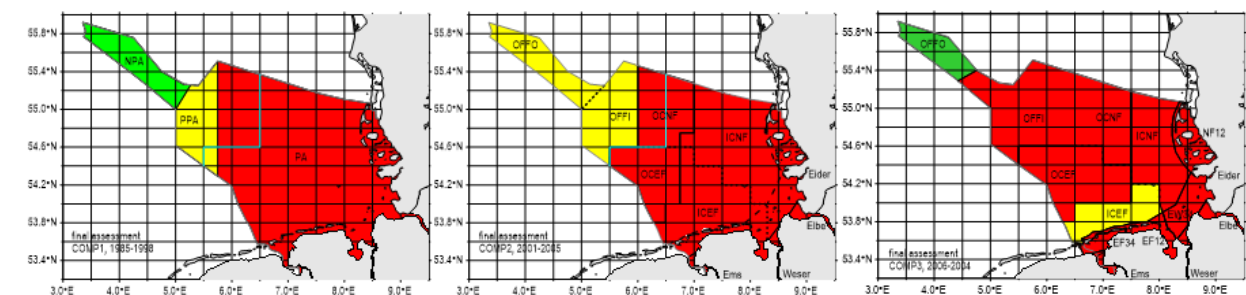 55.8°N
NPA
55.4°N
55.0°N
PPA
54.6°N
PA
54.2°N
53.8°N
final assessment
COMP1, 1985-1998
53.4°N
3.0°E 4.0°E 5.0°E 6.0°E 7.0°E 8.0°E 9.0°E
55.8°N
OFFO
55.4°N
55.0°N
OFFI OCNF
ICNF
54.6°N
OCEF
54.2°N
Eider
ICEF
53.8°N
Elbe
final assessment
COMP2, 2001-2005
53.4°N
Ems Weser
3.0°E 4.0°E 5.0°E 6.0°E 7.0°E 8.0°E 9.0°E
55.8°N
OFFO
55.4°N
55.0°N
OFFI OCNF
ICNF NF12
54.6°N
OCEF
Eider
54.2°N
ICEF
53.8°N
Elbe
EF34 EF12
final assessment
COMP3, 2006-2004
53.4°N
Ems Weser
3.0°E 4.0°E 5.0°E 6.0°E 7.0°E 8.0°E 9.0°E